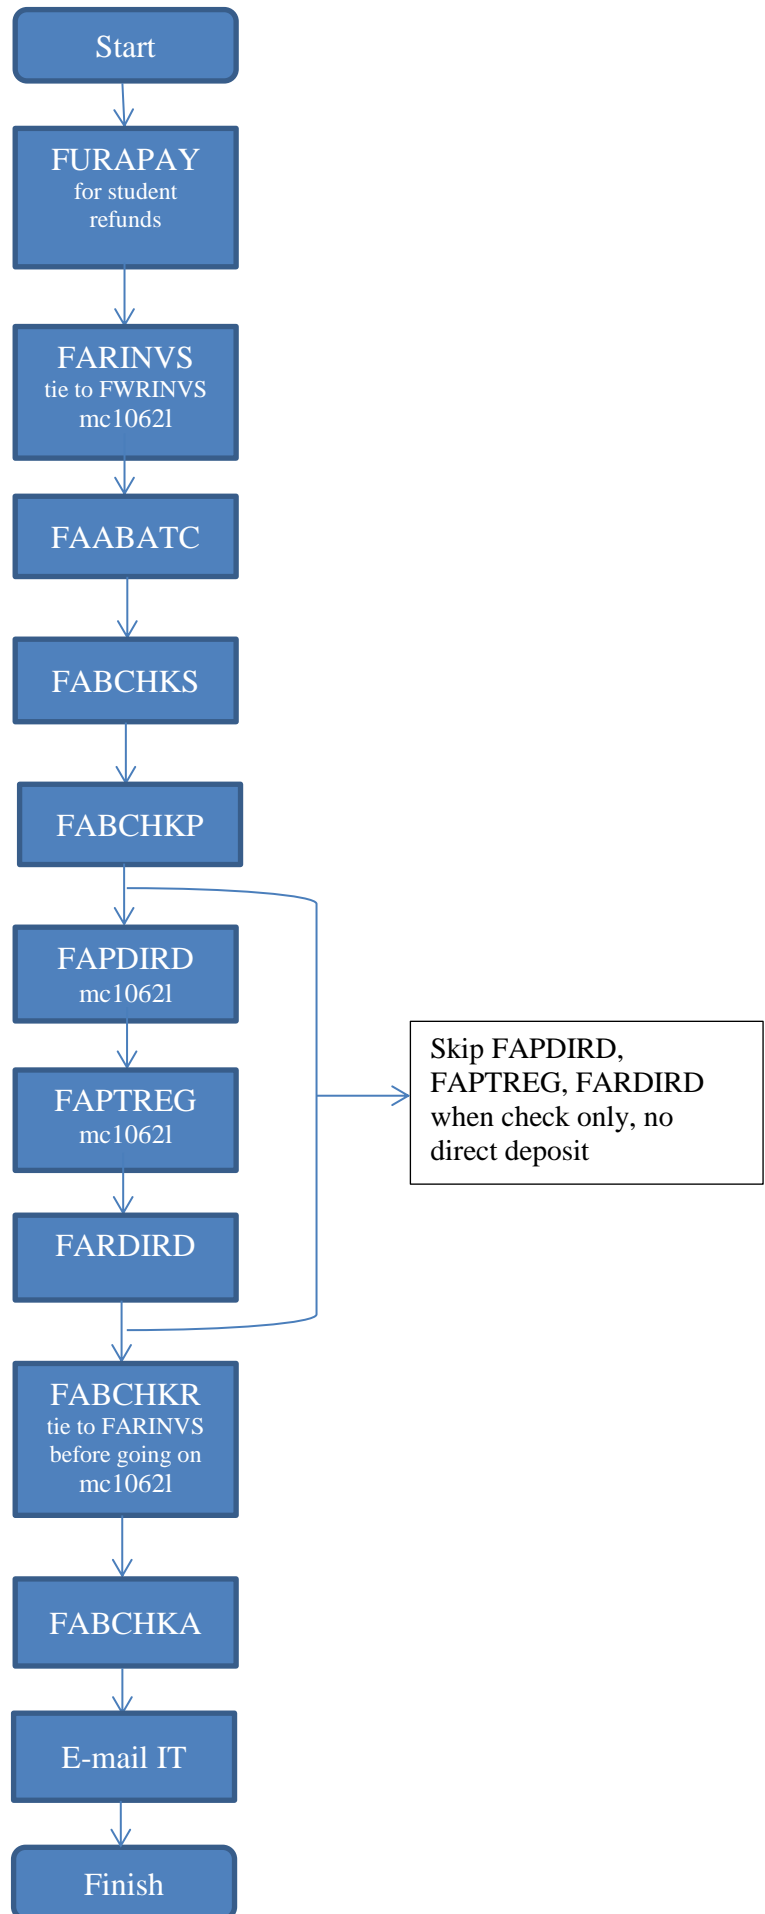 Start
FURAPAY
for student
refunds
FARINVS
tie to FWRINVS
mc1062l
FAABATC
FABCHKS
FABCHKP
FAPDIRD
mc1062l
FAPTREG
mc1062l
FARDIRD
Skip FAPDIRD,
FAPTREG, FARDIRD
when check only, no
direct deposit
FABCHKR
tie to FARINVS
before going on
mc1062l
FABCHKA
E-mail IT
Finish